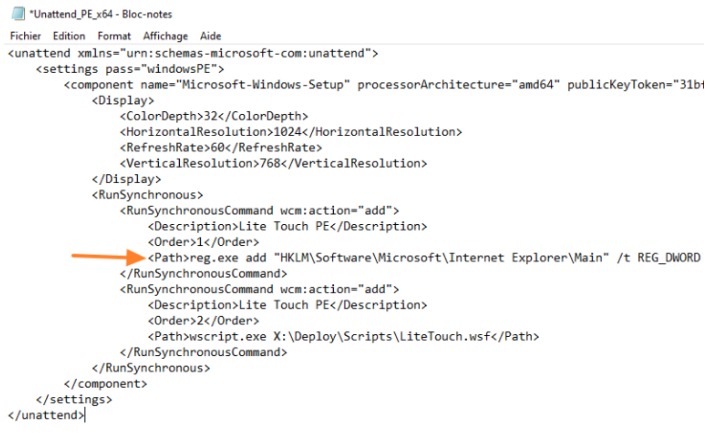 *Unattend_PE_x64 - Bloc-notes
Fichier Edition Format Affichage Aide
<unattend xmlns="urn:schemas-microsoft-com:unattend">
    <settings pass="windowsPE">
        <component name="Microsoft-Windows-Setup" processorArchitecture="amd64" publicKeyToken="31bf
            <Display>
                <ColorDepth>32</ColorDepth>
                <HorizontalResolution>1024</HorizontalResolution>
                <RefreshRate>60</RefreshRate>
                <VerticalResolution>768</VerticalResolution>
            </Display>
            <RunSynchronous>
                <RunSynchronousCommand wcm:action="add">
                    <Description>Lite Touch PE</Description>
                    <Order>1</Order>
                    <Path>reg.exe add "HKLM\Software\Microsoft\Internet Explorer\Main" /t REG_DWORD
                </RunSynchronousCommand>
                <RunSynchronousCommand wcm:action="add">
                    <Description>Lite Touch PE</Description>
                    <Order>2</Order>
                    <Path>wscript.exe X:\Deploy\Scripts\LiteTouch.wsf</Path>
                </RunSynchronousCommand>
            </RunSynchronous>
        </component>
    </settings>
</unattend>